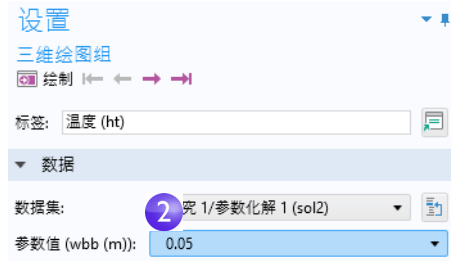 设置
三维绘图组
绘制
标签: 温度 (ht)
数据
数据集: 2 究 1/参数化解 1 (sol2)
参数值 (wbb (m)): 0.05